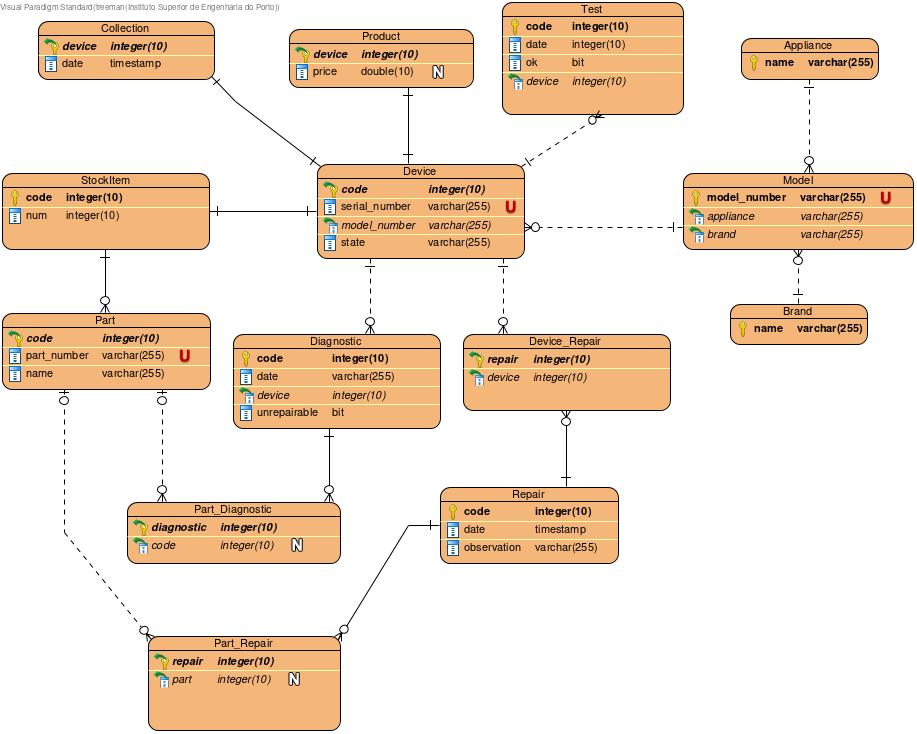 Visual Paradigm Standard(treeman(Instituto Superior de Engenharia do Porto))
Collection
device integer(10)
date timestamp
Product
device integer(10)
price double(10) N
Test
code integer(10)
date integer(10)
ok bit
device integer(10)
Appliance
name varchar(255)
StockItem
code integer(10)
num integer(10)
Device
code integer(10)
serial_number varchar(255) U
model_number varchar(255)
state varchar(255)
Model
model_number varchar(255) U
appliance varchar(255)
brand varchar(255)
Brand
name varchar(255)
Part
code integer(10)
part_number varchar(255) U
name varchar(255)
Diagnostic
code integer(10)
date varchar(255)
device integer(10)
unrepairable bit
Device_Repair
repair integer(10)
device integer(10)
Part_Diagnostic
diagnostic integer(10)
code integer(10) N
Repair
code integer(10)
date timestamp
observation varchar(255)
Part_Repair
repair integer(10)
part integer(10) N